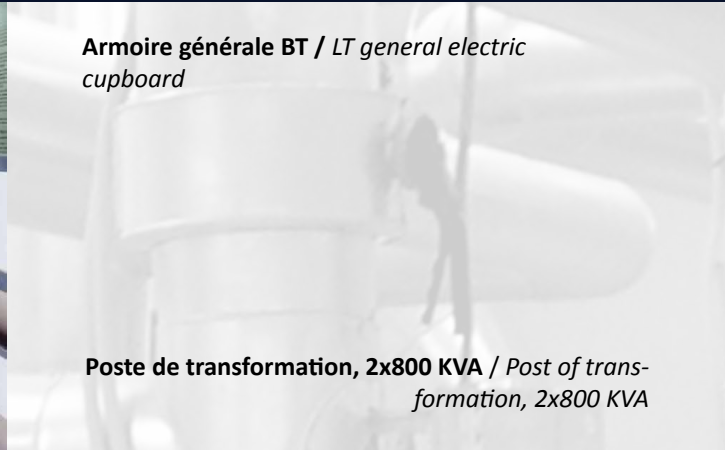 Armoire générale BT / LT general electric
cupboard
Poste de transformation, 2x800 KVA / Post of trans-
formation, 2x800 KVA